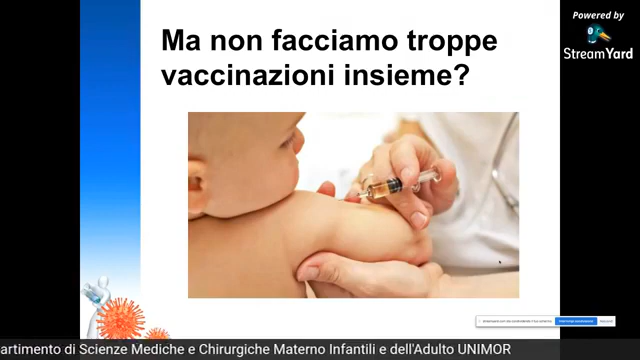 Powered by
StreamYard
Ma non facciamo troppe
vaccinazioni insieme?
artimento di Scienze Mediche e Chirurgiche Materno Infantili e dell'Adulto UNIMOR